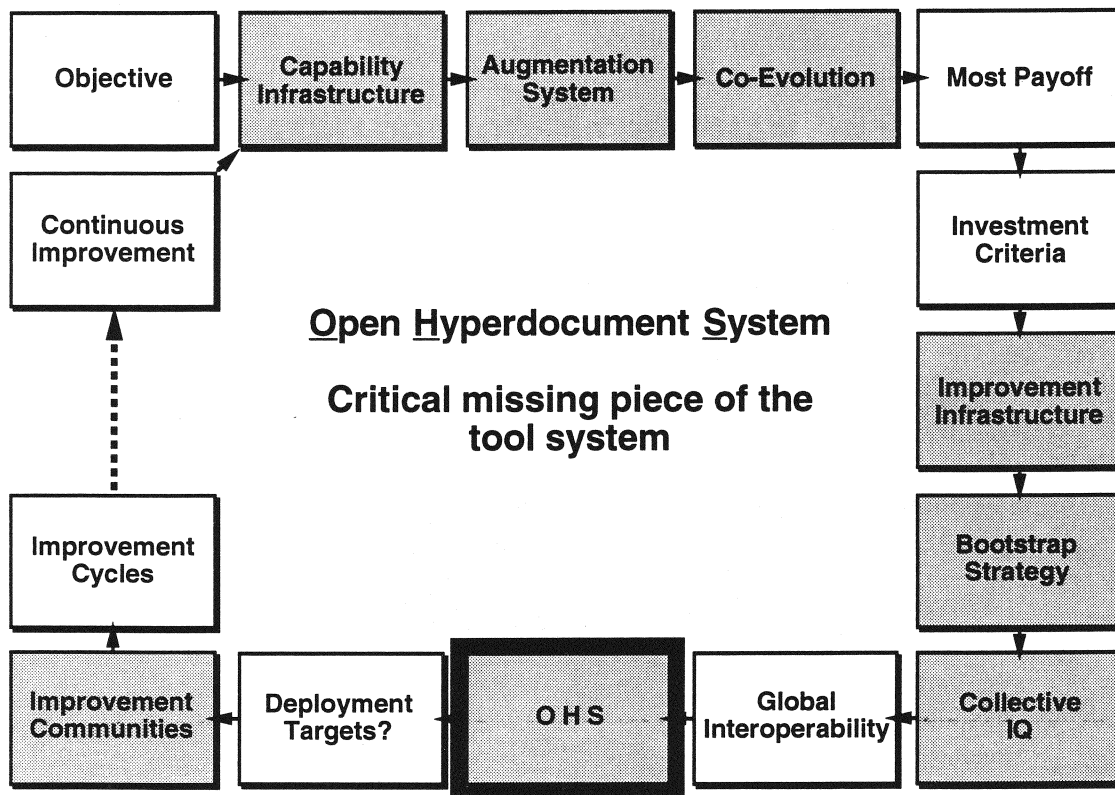 Objective
Capability
Infrastructure
Augmentation
System
Co-Evolution
Most Payoff
Continuous
Improvement
Investment
Criteria
Open Hyperdocument System
Critical missing piece of the
tool system
Improvement
Infrastructure
Improvement
Cycles
Bootstrap
Strategy
Improvement
Communities
Deployment
Targets?
O H S
Global
Interoperability
Collective
IQ